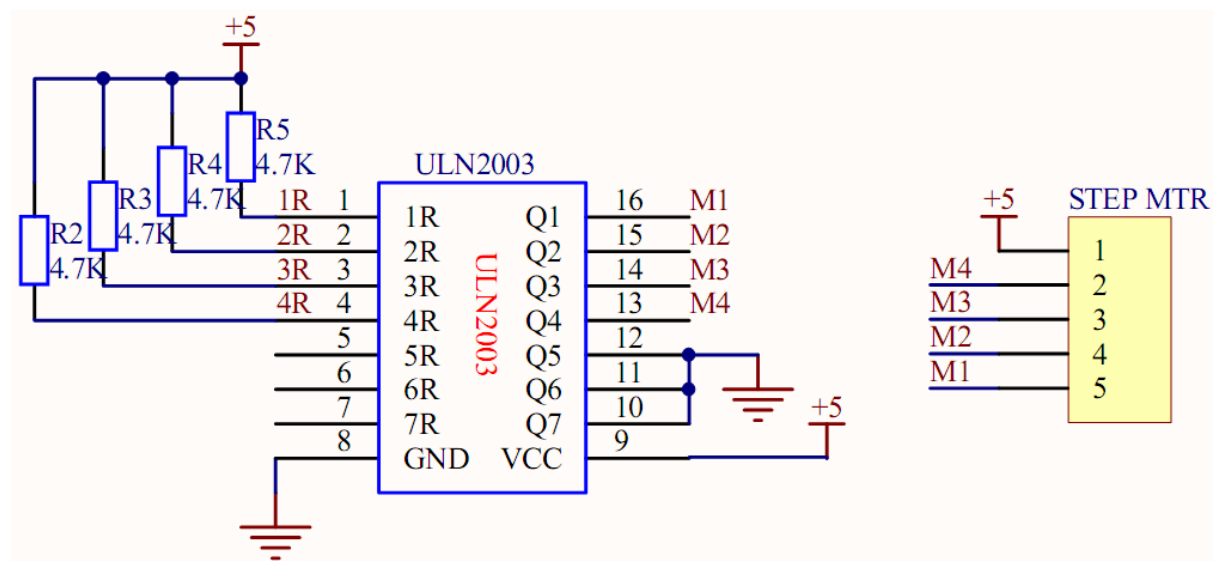 +5
R5
4.7K
R4
4.7K
R3
4.7K
R2
4.7K
ULN2003
1R 1 1R Q1 16 M1
2R 2 2R Q2 15 M2
3R 3 3R Q3 14 M3
4R 4 4R Q4 13 M4
5 5R Q5 12
6 6R Q6 11
7 7R Q7 10
8 GND VCC 9
ULN2003
+5
STEP MTR
+5
1
M4 2
M3 3
M2 4
M1 5